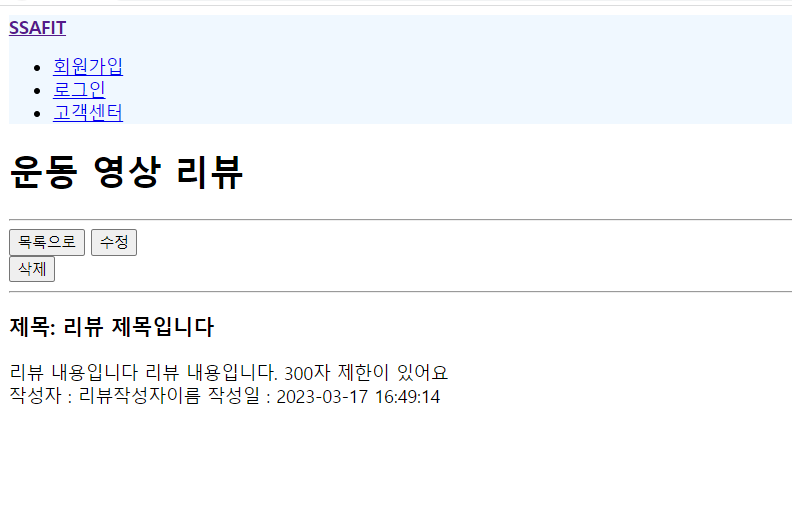 SSAFIT
회원가입
로그인
고객센터
운동 영상 리뷰
목록으로 수정
삭제
제목: 리뷰 제목입니다
리뷰 내용입니다 리뷰 내용입니다. 300자 제한이 있어요
작성자 : 리뷰작성자이름 작성일 : 2023-03-17 16:49:14